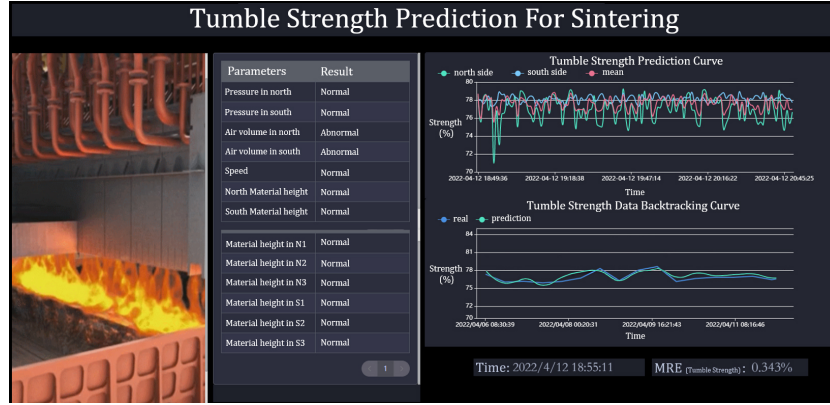 Tumble Strength Prediction For Sintering
Parameters Result
Pressure in north Normal
Pressure in south Normal
Air volume in north Abnormal
Air volume in south Abnormal
Speed Normal
North Material height Normal
South Material height Normal
Material height in N1 Normal
Material height in N2 Normal
Material height in N3 Normal
Material height in S1 Normal
Material height in S2 Normal
Material height in S3 Normal
1
Tumble Strength Prediction Curve
north side south side mean
80
78
76
74
72
70
Strength
(%)
2022-04-12 18:49:36 2022-04-12 19:18:38 2022-04-12 19:47:14 2022-04-12 20:16:22 2022-04-12 20:45:25
Time
Tumble Strength Data Backtracking Curve
real prediction
84
81
78
75
72
70
Strength
(%)
2022/04/06 08:30:39 2022/04/08 00:20:31 2022/04/09 16:21:43 2022/04/11 08:16:46
Time
Time: 2022/4/12 18:55:11 MRE (Tumble Strength) : 0.343%